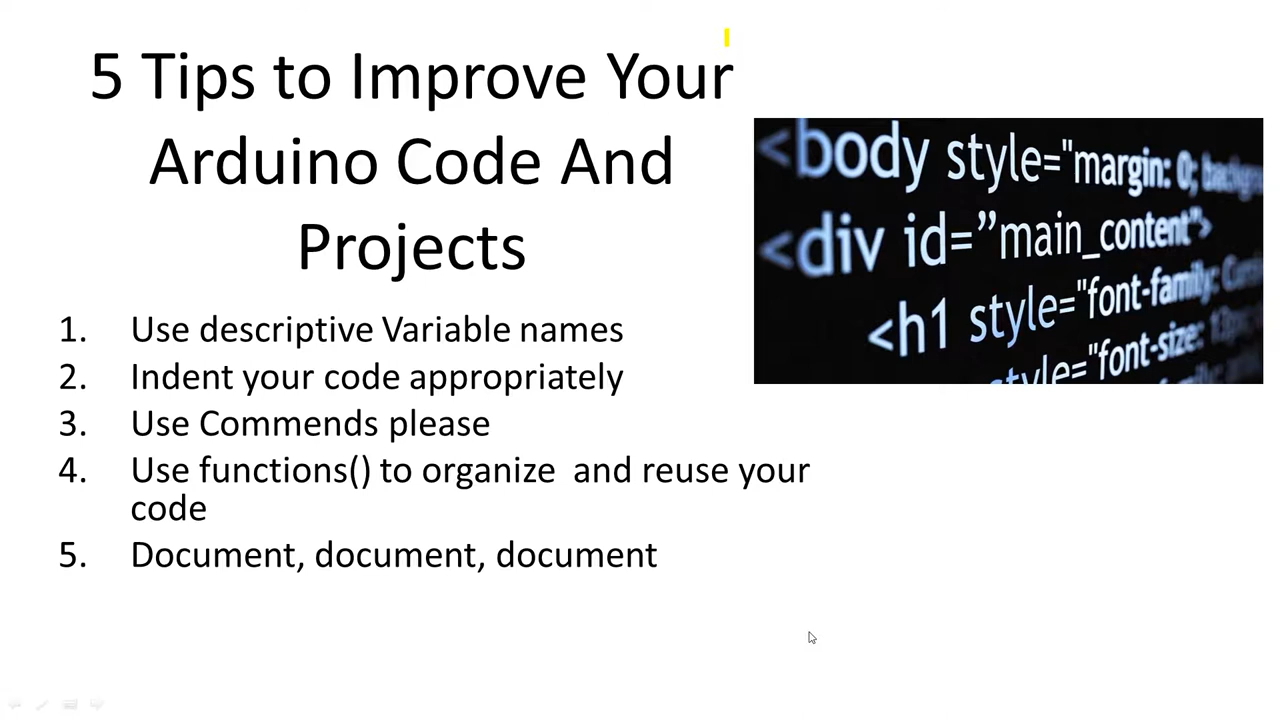 5 Tips to Improve Your
Arduino Code And
Projects
1. Use descriptive Variable names
2. Indent your code appropriately
3. Use Commends please
4. Use functions() to organize  and reuse your
code
5. Document, document, document
<body style="margin: 0;
<div id=”main_content”>
<h1 style="font-family:
style="font-size: